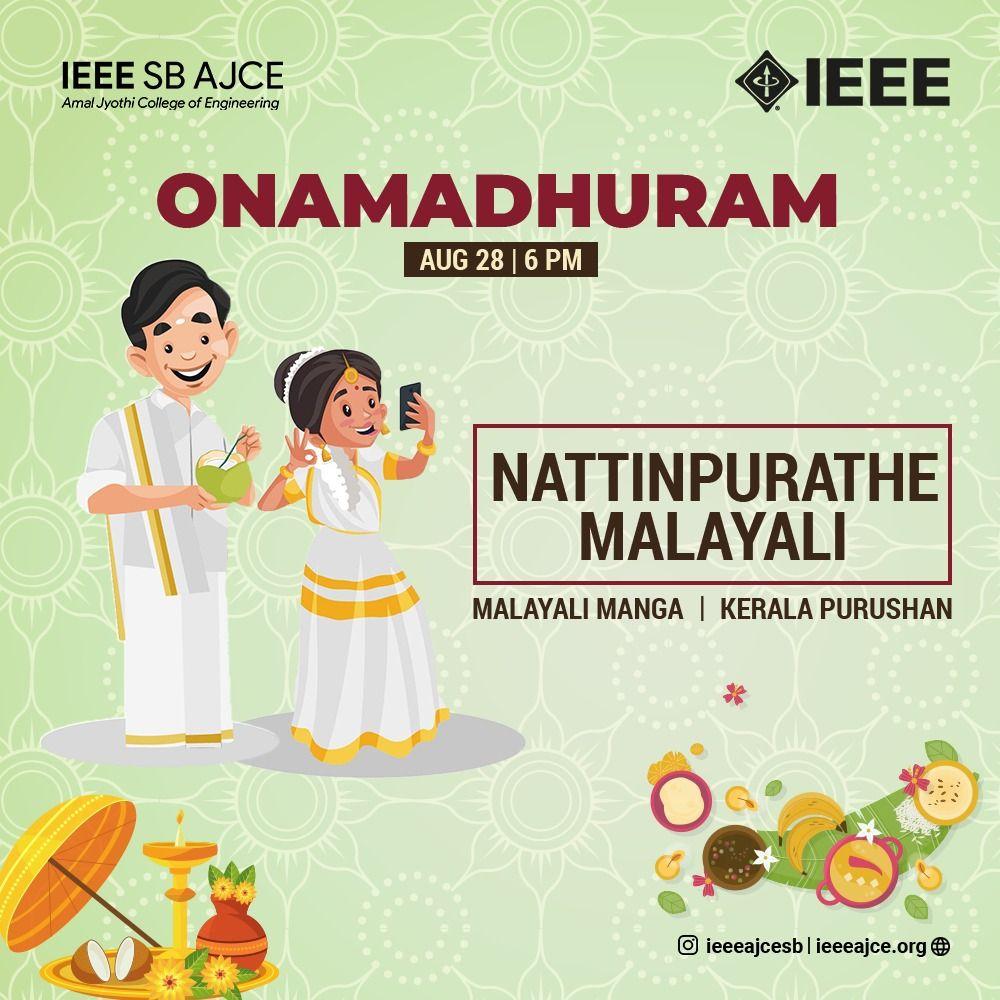 IEEE SB AJCE
Amal Jyothi College of Engineering
IEEE
ONAMADHURAM
AUG 28 | 6 PM
NATTINPURATHE
MALAYALI
MALAYALI MANGA | KERALA PURUSHAN
ieeeajcesb | ieeeajce.org